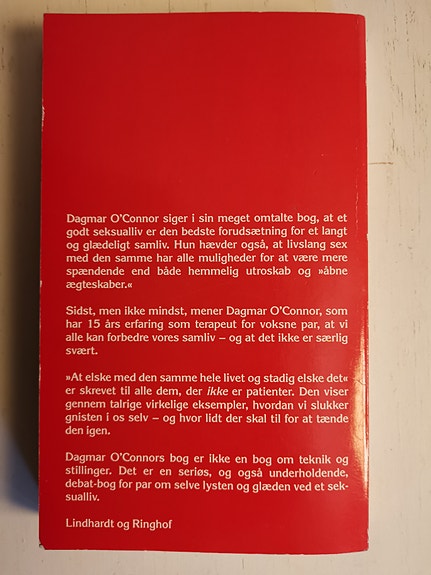 Dagmar O'Connor siger i sin meget omtalte bog, at et
godt seksualliv er den bedste forudsætning for et langt
og glædeligt samliv. Hun hævder også, at livslang sex
med den samme har alle muligheder for at være mere
spændende end både hemmelig utroskab og »åbne
ægteskaber.«
Sidst, men ikke mindst, mener Dagmar O'Connor, som
har 15 års erfaring som terapeut for voksne par, at vi
alle kan forbedre vores samliv – og at det ikke er særlig
svært.
»At elske med den samme hele livet og stadig elske det«
er skrevet til alle dem, der ikke er patienter. Den viser
gennem talrige virkelige eksempler, hvordan vi slukker
gnisten i os selv – og hvor lidt der skal til for at tænde
den igen.
Dagmar O'Connors bog er ikke en bog om teknik og
stillinger. Det er en seriøs, og også underholdende,
debat-bog for par om selve lysten og glæden ved et sek-
sualliv.
Lindhardt og Ringhof